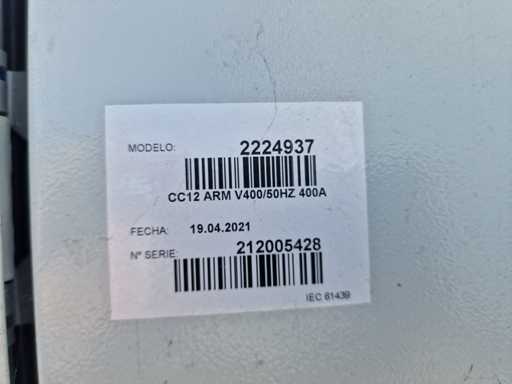 MODELO: 2224937
CC12 ARM V400/50HZ 400A
FECHA: 19.04.2021
Nº SERIE: 212005428
IEC 61439